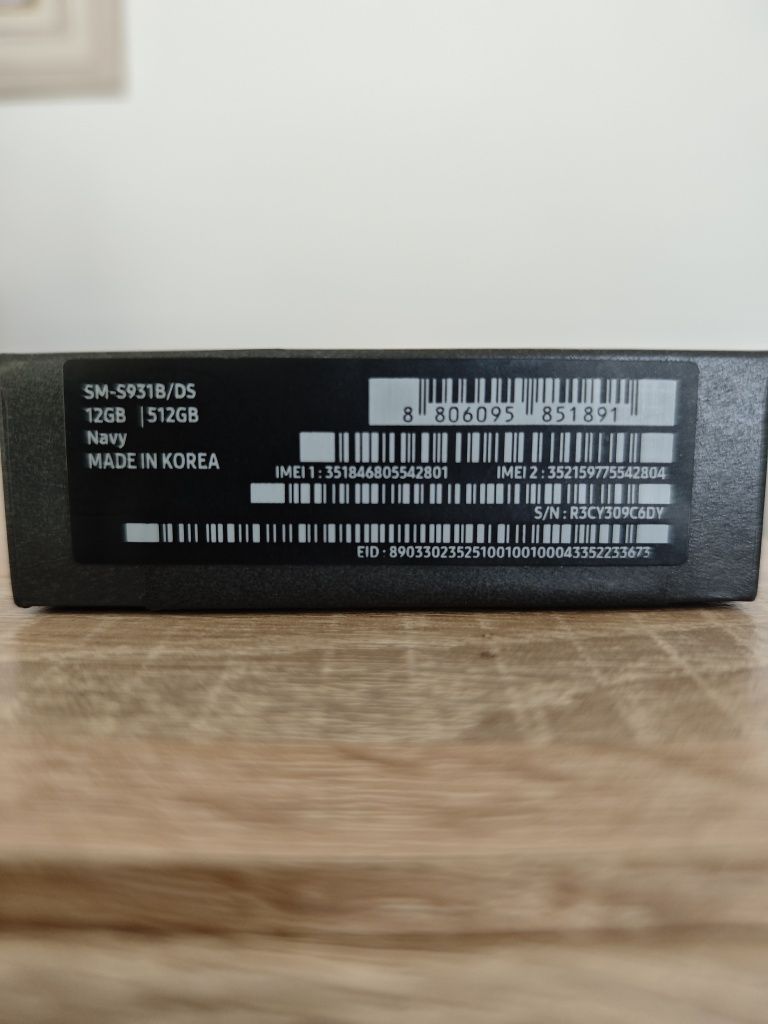 SM-S931B/DS
12GB | 512GB
Navy
MADE IN KOREA
8 806095 851891
IMEI 1 : 351846805542801 IMEI 2 : 352159775542804
S/N : R3CY309C6DY
EID : 89033023525100100100043352233673